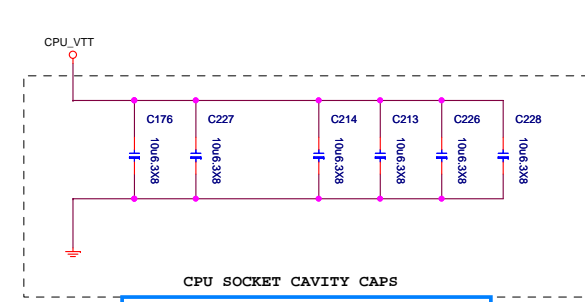 CPU_VTT
C176
C227
C214
C213
C226
C228
10u6.3X8
10u6.3X8
10u6.3X8
10u6.3X8
10u6.3X8
10u6.3X8
CPU SOCKET CAVITY CAPS